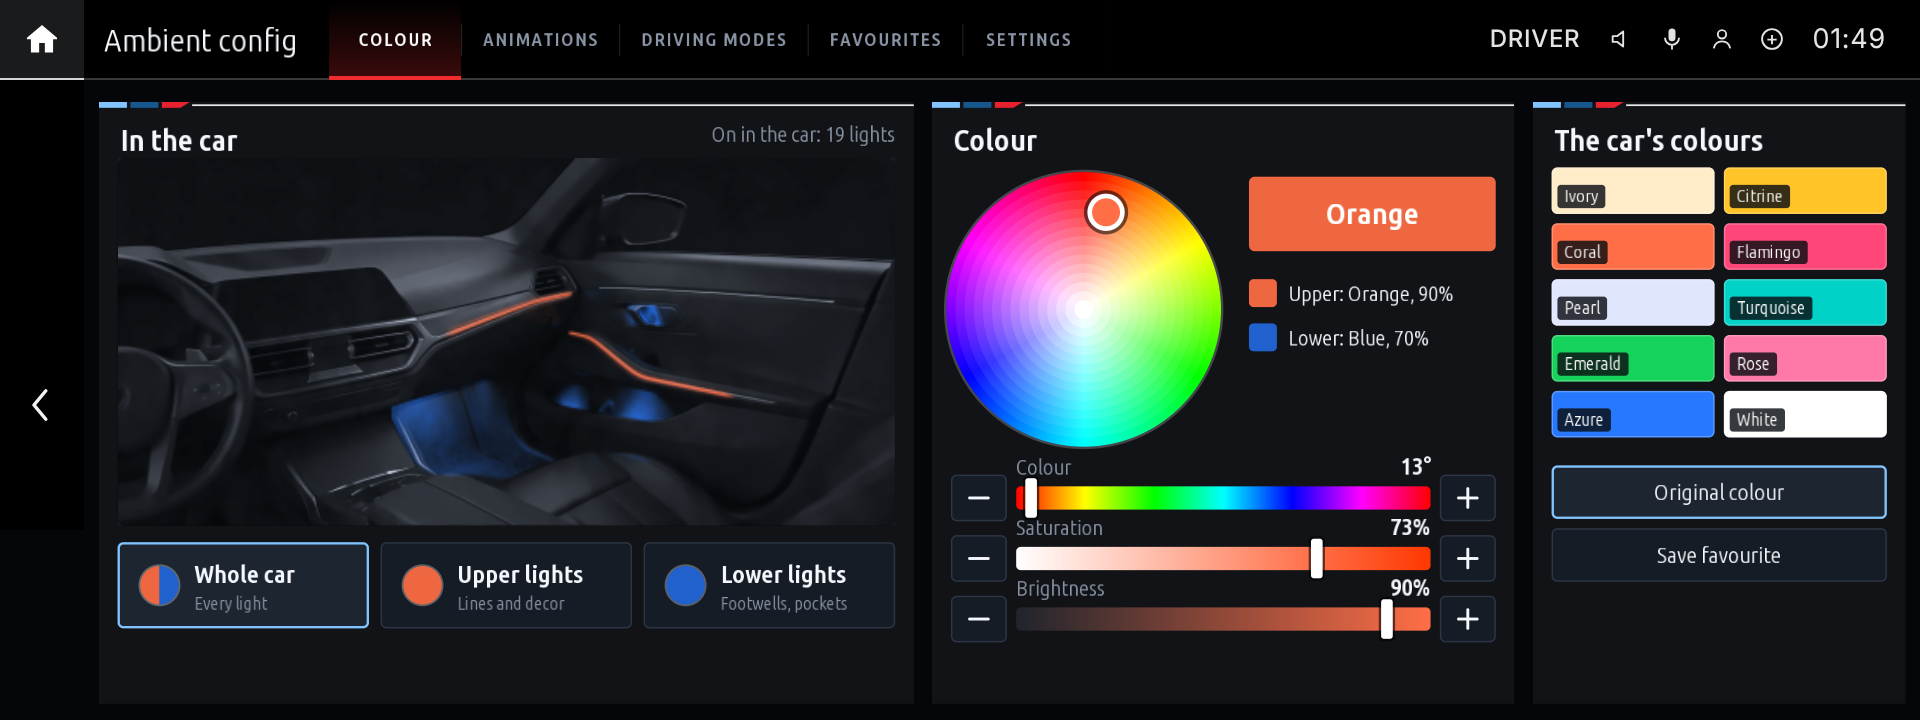 Ambient config
COLOUR
ANIMATIONS
DRIVING MODES
FAVOURITES
SETTINGS
DRIVER
01:49
In the car
On in the car: 19 lights
Whole car
Every light
Upper lights
Lines and decor
Lower lights
Footwells, pockets
Colour
Orange
Upper: Orange, 90%
Lower: Blue, 70%
Colour
13°
Saturation
73%
Brightness
90%
The car's colours
Ivory
Citrine
Coral
Flamingo
Pearl
Turquoise
Emerald
Rose
Azure
White
Original colour
Save favourite